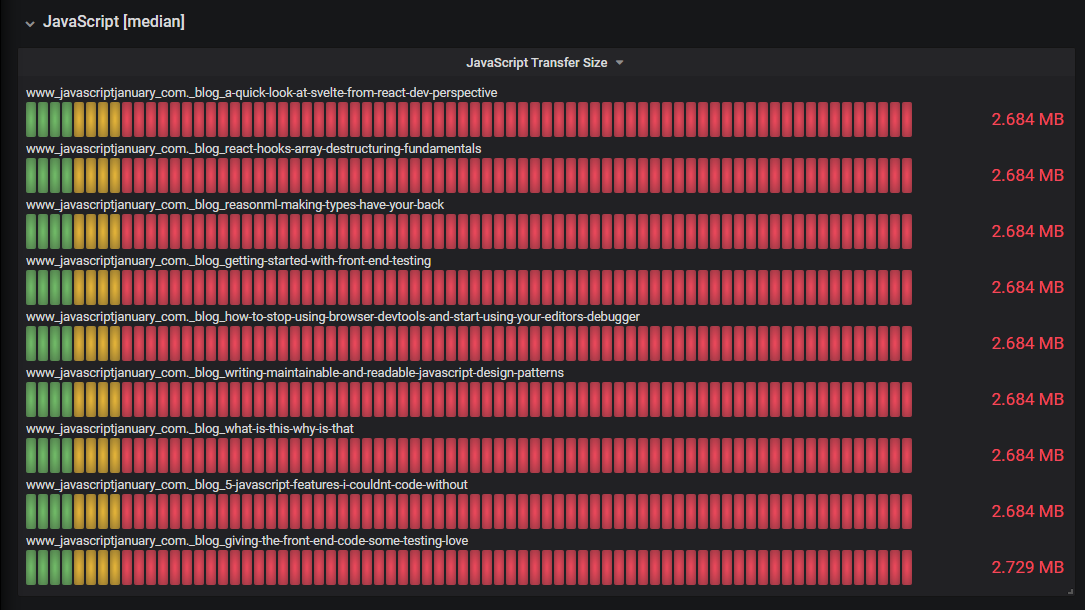 JavaScript [median]
JavaScript Transfer Size
www_javascriptjanuary_com._blog_a-quick-look-at-svelte-from-react-dev-perspective
2.684 MB
www_javascriptjanuary_com._blog_react-hooks-array-destructuring-fundamentals
2.684 MB
www_javascriptjanuary_com._blog_reasonml-making-types-have-your-back
2.684 MB
www_javascriptjanuary_com._blog_getting-started-with-front-end-testing
2.684 MB
www_javascriptjanuary_com._blog_how-to-stop-using-browser-devtools-and-start-using-your-editors-debugger
2.684 MB
www_javascriptjanuary_com._blog_writing-maintainable-and-readable-javascript-design-patterns
2.684 MB
www_javascriptjanuary_com._blog_what-is-this-why-is-that
2.684 MB
www_javascriptjanuary_com._blog_5-javascript-features-i-couldnt-code-without
2.684 MB
www_javascriptjanuary_com._blog_giving-the-front-end-code-some-testing-love
2.729 MB